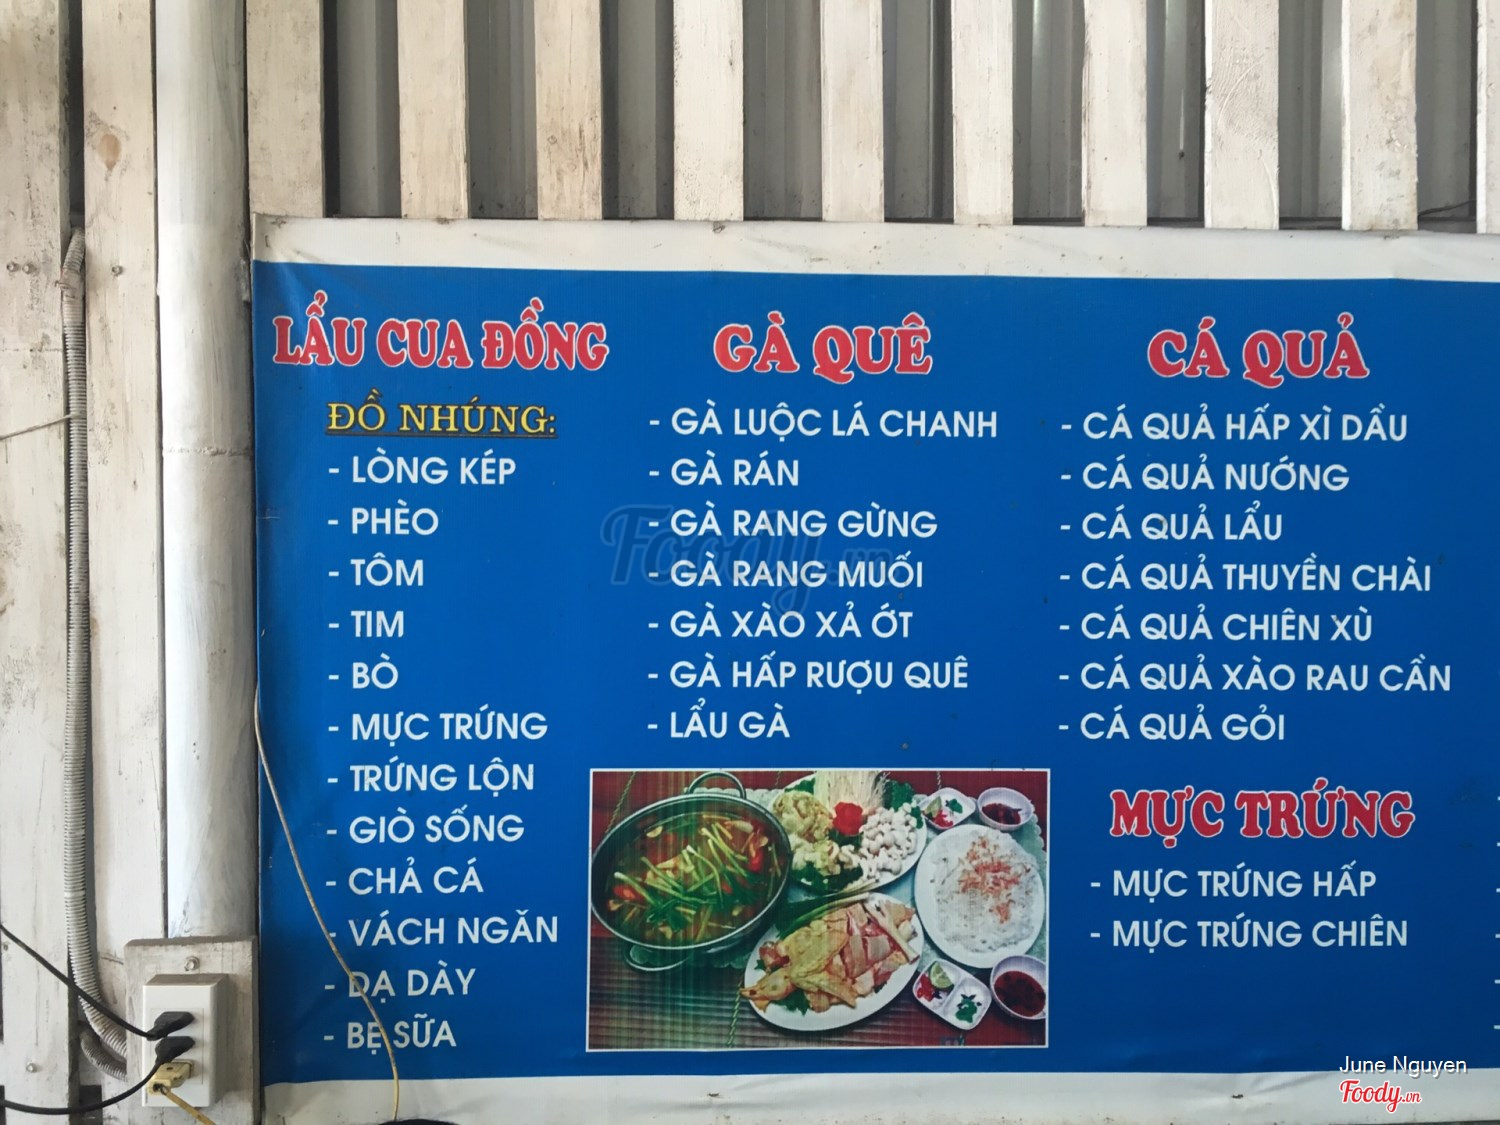 LẨU CUA ĐỒNG
ĐỒ NHÚNG:
- LÒNG KÉP
- PHÈO
- TÔM
- TIM
- BÒ
- MỰC TRỨNG
- TRỨNG LỘN
- GIÒ SỐNG
- CHẢ CÁ
- VÁCH NGĂN
- DẠ DÀY
- BẸ SỮA
GÀ QUÊ
- GÀ LUỘC LÁ CHANH
- GÀ RÁN
- GÀ RANG GỪNG
- GÀ RANG MUỐI
- GÀ XÀO XẢ ỚT
- GÀ HẤP RƯỢU QUÊ
- LẨU GÀ
CÁ QUẢ
- CÁ QUẢ HẤP XÌ DẦU
- CÁ QUẢ NƯỚNG
- CÁ QUẢ LẨU
- CÁ QUẢ THUYỀN CHÀI
- CÁ QUẢ CHIÊN XÙ
- CÁ QUẢ XÀO RAU CẦN
- CÁ QUẢ GỎI
MỰC TRỨNG
- MỰC TRỨNG HẤP
- MỰC TRỨNG CHIÊN
Foody.vn
June Nguyen
Foody.vn